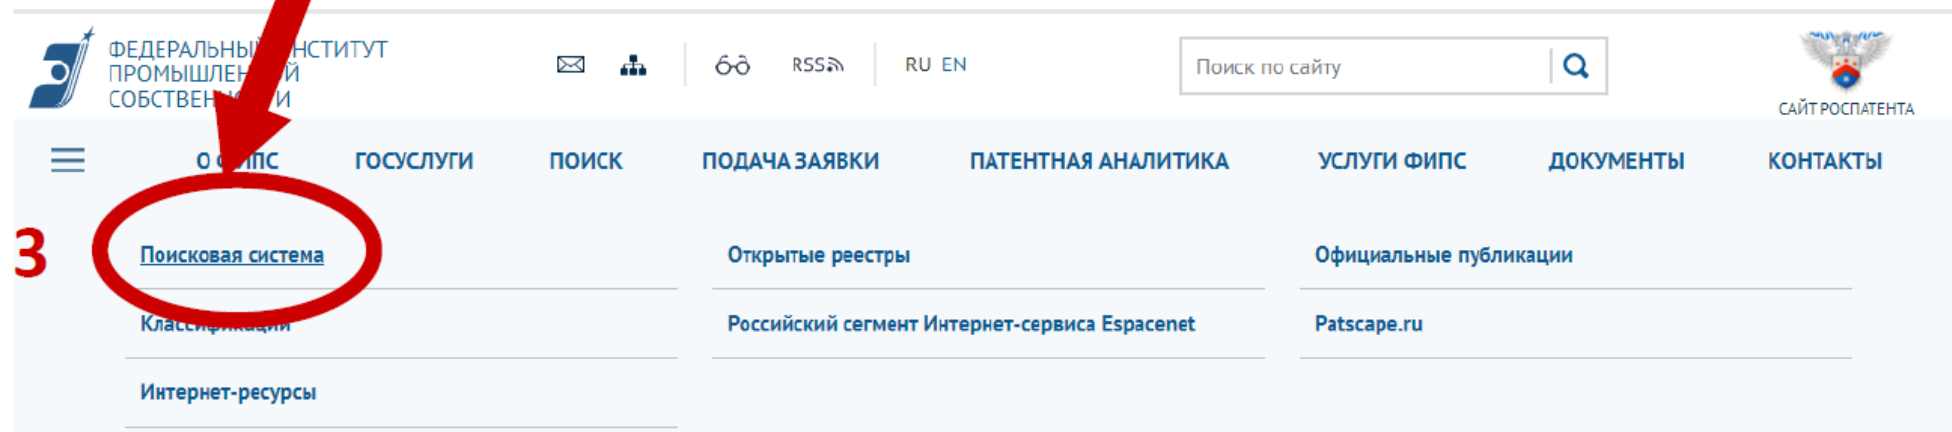 ФЕДЕРАЛЬНЫЙ ИНСТИТУТ
ПРОМЫШЛЕННОЙ
СОБСТВЕННОСТИ
RSS
RU EN
Поиск по сайту
САЙТ РОСПАТЕНТА
О ФИПС ГОСУСЛУГИ ПОИСК ПОДАЧА ЗАЯВКИ ПАТЕНТНАЯ АНАЛИТИКА УСЛУГИ ФИПС ДОКУМЕНТЫ КОНТАКТЫ
3
Поисковая система Открытые реестры Официальные публикации
Классификации Российский сегмент Интернет-сервиса Espacenet Patscape.ru
Интернет-ресурсы